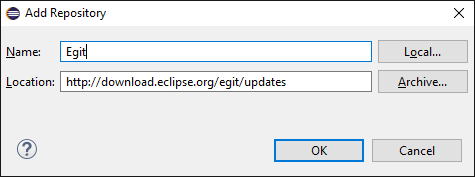 Add Repository
Name: Egit Local...
Location: http://download.eclipse.org/egit/updates Archive...
? OK Cancel